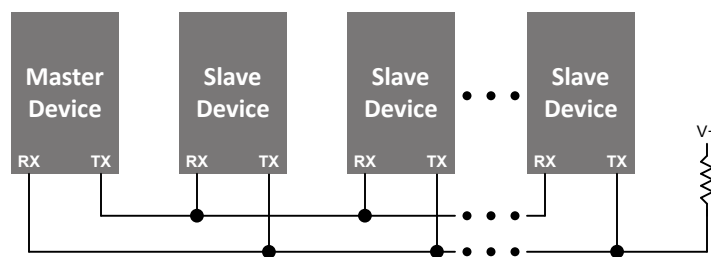 Master
Device
Slave
Device
Slave
Device
Slave
Device
RX TX
RX TX
RX TX
RX TX
V+